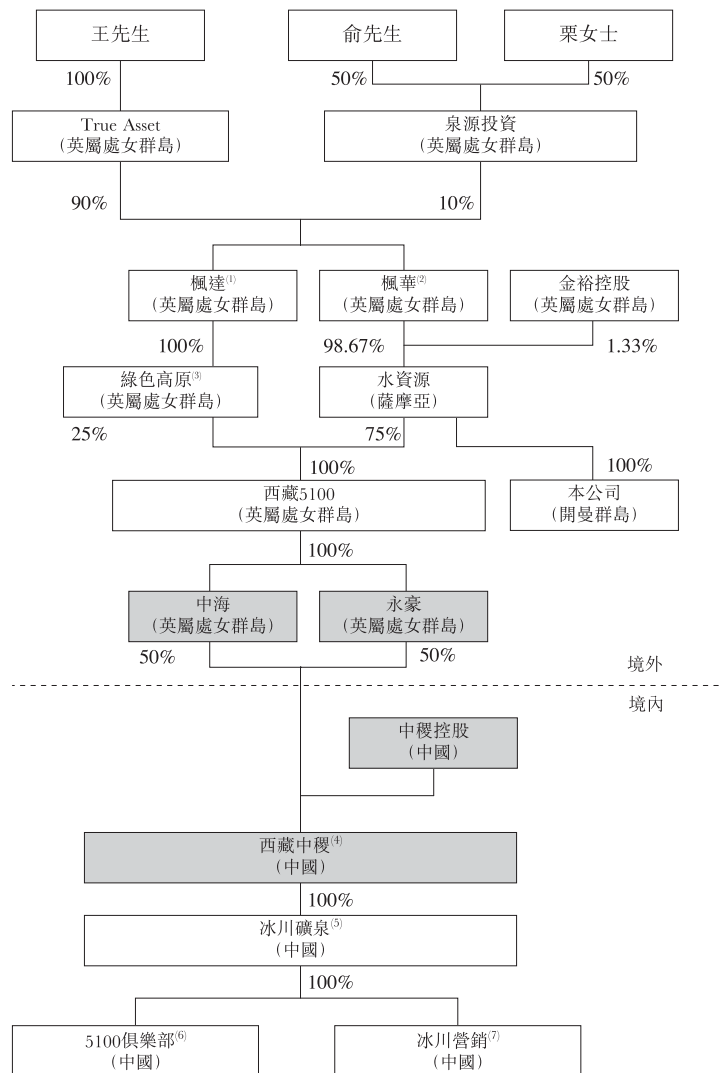 王先生
俞先生
栗女士
100%
50%
50%
True Asset
(英屬處女群島)
泉源投資
(英屬處女群島)
90%
10%
楓達(1)
(英屬處女群島)
楓華(2)
(英屬處女群島)
金裕控股
(英屬處女群島)
100%
98.67%
1.33%
綠色高原(3)
(英屬處女群島)
水資源
(薩摩亞)
25%
75%
100%
100%
西藏5100
(英屬處女群島)
本公司
(開曼群島)
100%
中海
(英屬處女群島)
永豪
(英屬處女群島)
50%
50%
境外
境內
中稷控股
(中國)
西藏中稷(4)
(中國)
100%
冰川礦泉(5)
(中國)
100%
5100俱樂部(6)
(中國)
冰川營銷(7)
(中國)